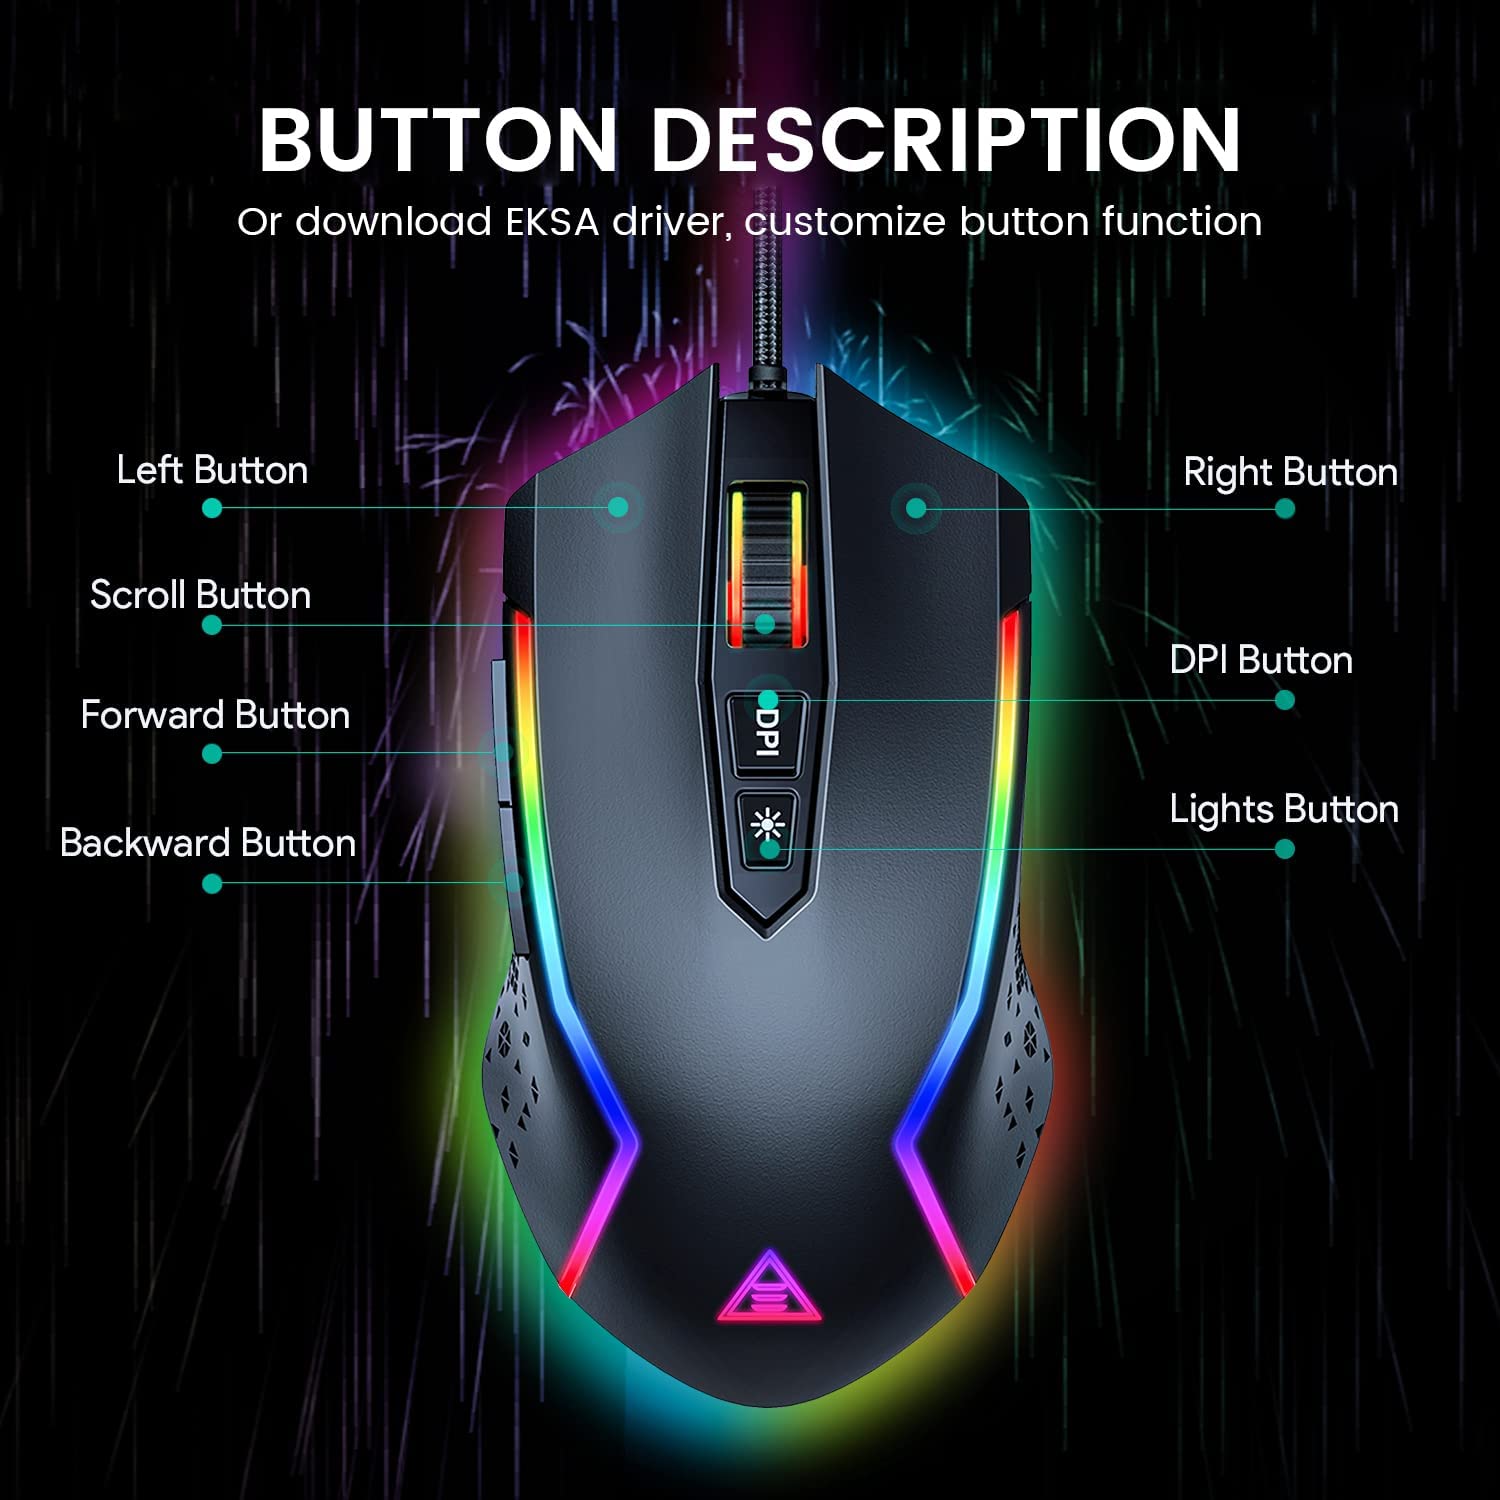 BUTTON DESCRIPTION
Or download EKSA driver, customize button function
Left Button
Right Button
Scroll Button
DPI Button
Forward Button
DPI
Lights Button
Backward Button